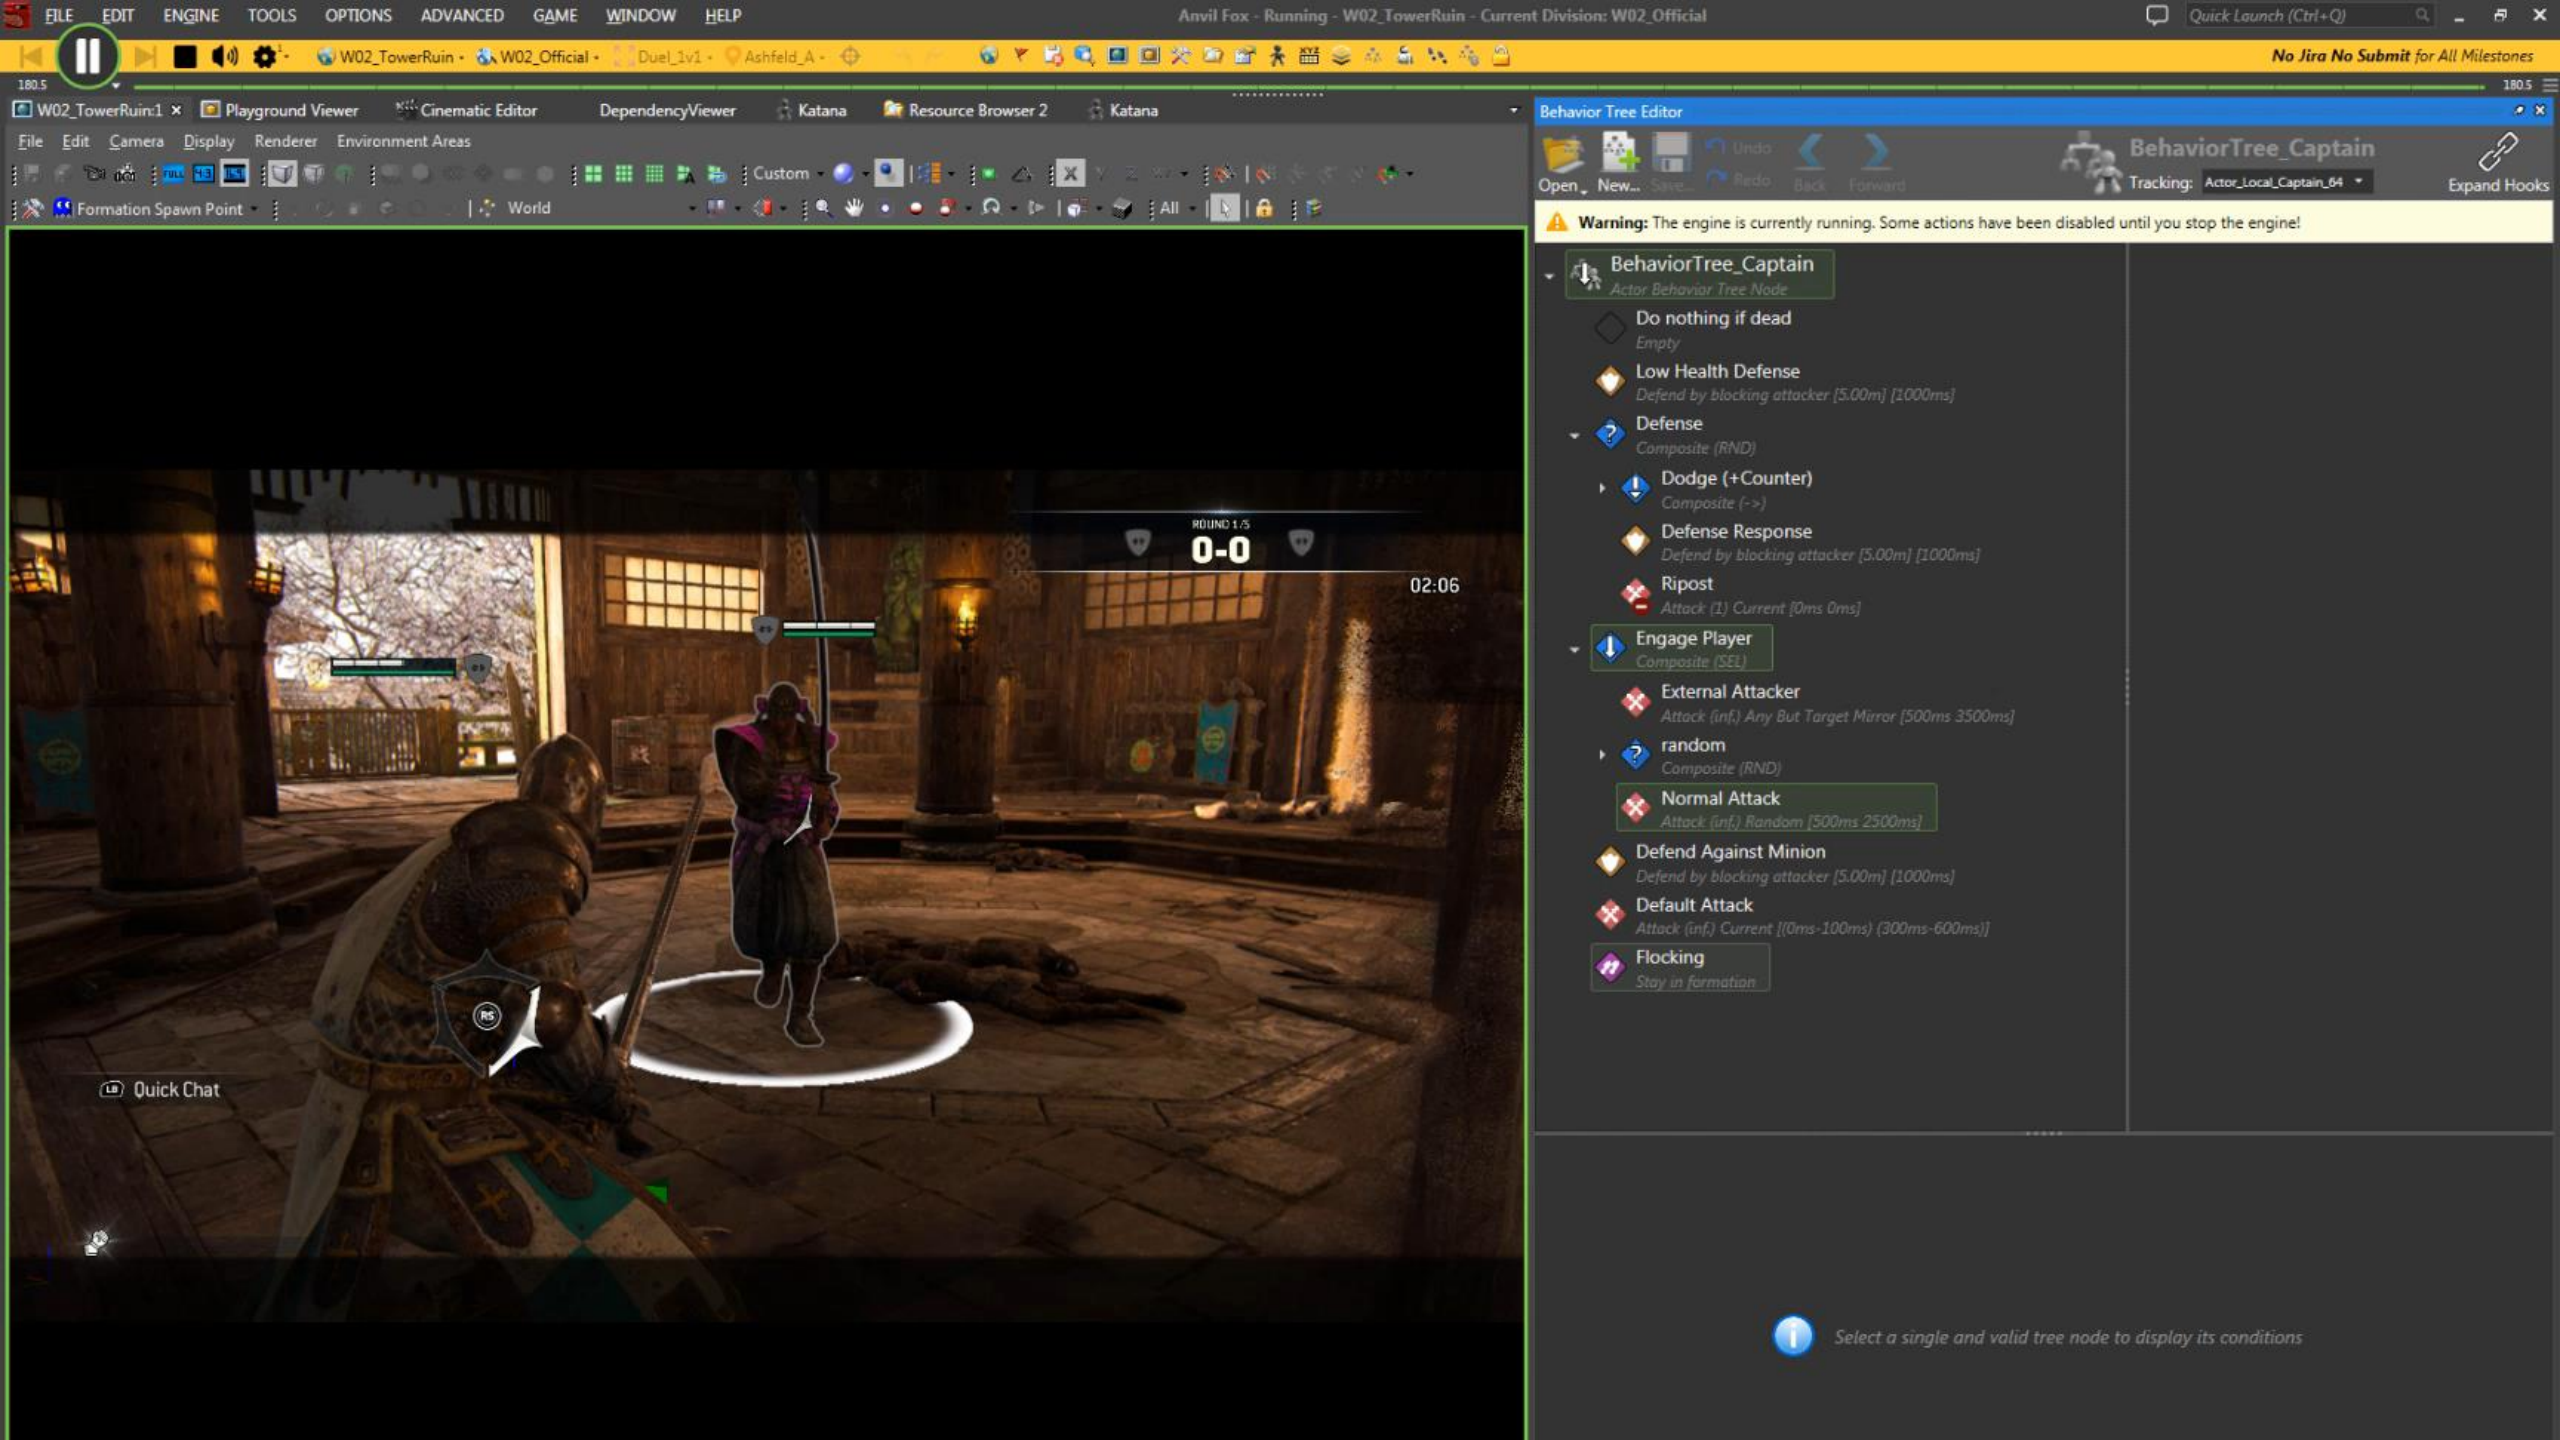 FILE EDIT ENGINE TOOLS OPTIONS ADVANCED GAME WINDOW HELP
Anvil Fox - Running - W02_TowerRuin - Current Division: W02_Official
Quick Launch (Ctrl+Q)
W02_TowerRuin W02_Official Duel_1v1 Ashfeld_A
XYZ
No Jira No Submit for All Milestones
180.5
180.5
W02_TowerRuin:1 Playground Viewer Cinematic Editor DependencyViewer Katana Resource Browser 2 Katana
File Edit Camera Display Renderer Environment Areas
FULL 4:3 Custom X Y Z
Formation Spawn Point World All
ROUND 1/5
0-0
02:06
RS
LB Quick Chat
Behavior Tree Editor
Open New... Save... Undo Redo Back Forward
BehaviorTree_Captain
Tracking: Actor_Local_Captain_64
Expand Hooks
Warning: The engine is currently running. Some actions have been disabled until you stop the engine!
BehaviorTree_Captain
Actor Behavior Tree Node
Do nothing if dead
Empty
Low Health Defense
Defend by blocking attacker [5.00m] [1000ms]
Defense
Composite (RND)
Dodge (+Counter)
Composite (->)
Defense Response
Defend by blocking attacker [5.00m] [1000ms]
Ripost
Attack (1) Current [0ms 0ms]
Engage Player
Composite (SEL)
External Attacker
Attack (inf.) Any But Target Mirror [500ms 3500ms]
random
Composite (RND)
Normal Attack
Attack (inf.) Random [500ms 2500ms]
Defend Against Minion
Defend by blocking attacker [5.00m] [1000ms]
Default Attack
Attack (inf.) Current [(0ms-100ms) (300ms-600ms)]
Flocking
Stay in formation
Select a single and valid tree node to display its conditions